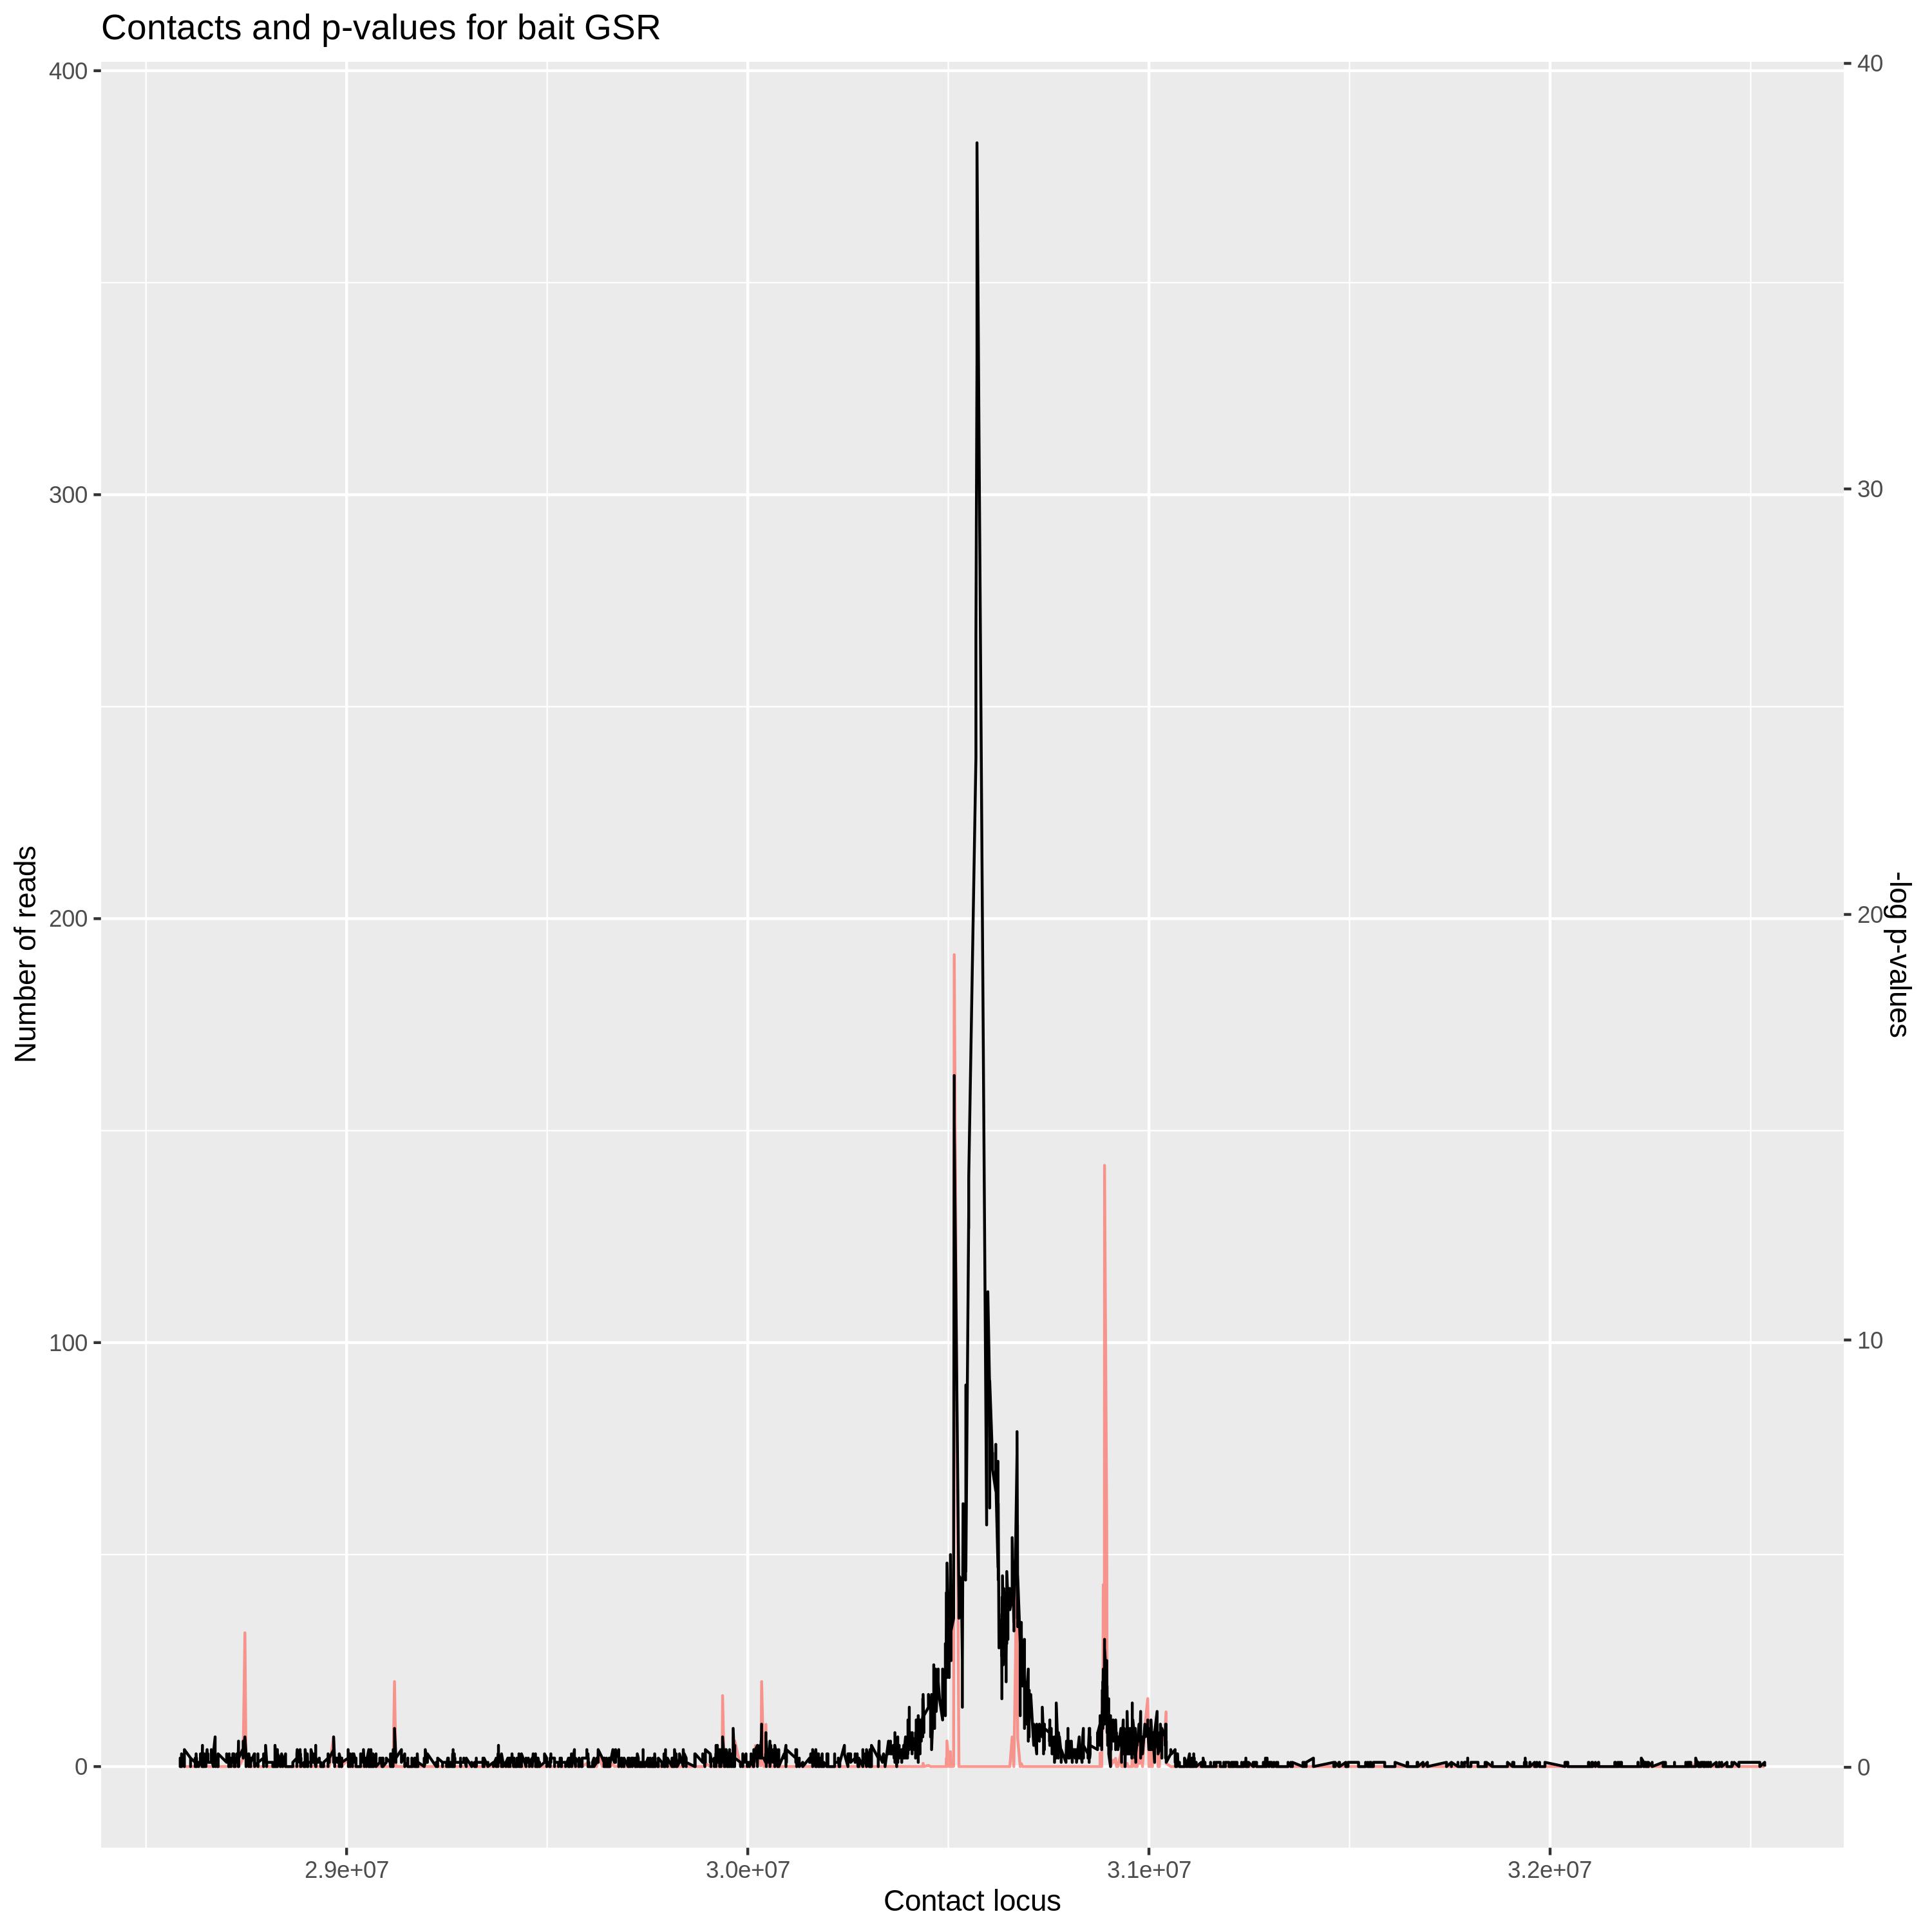 Contacts and p-values for bait GSR
400
300
200
100
0
Number of reads
40
30
20
10
0
-log p-values
2.9e+07
3.0e+07
3.1e+07
3.2e+07
Contact locus